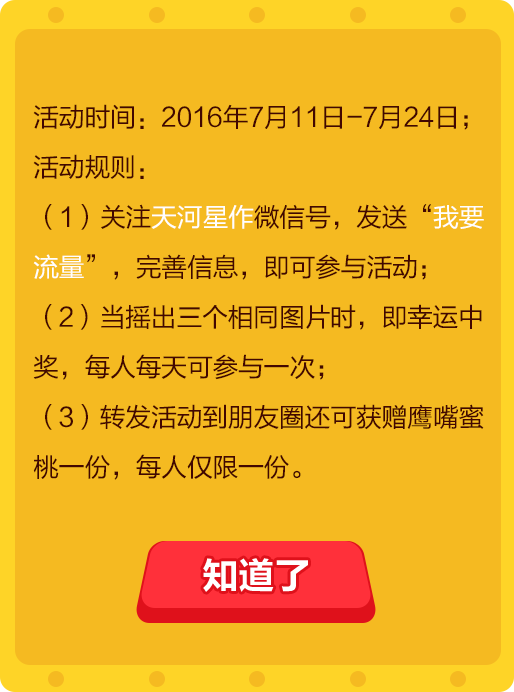 活动时间：2016年7月11日-7月24日；
活动规则：
（1）关注天河星作微信号，发送“我要
流量”，完善信息，即可参与活动；
（2）当摇出三个相同图片时，即幸运中
奖，每人每天可参与一次；
（3）转发活动到朋友圈还可获赠鹰嘴蜜
桃一份，每人仅限一份。
知道了